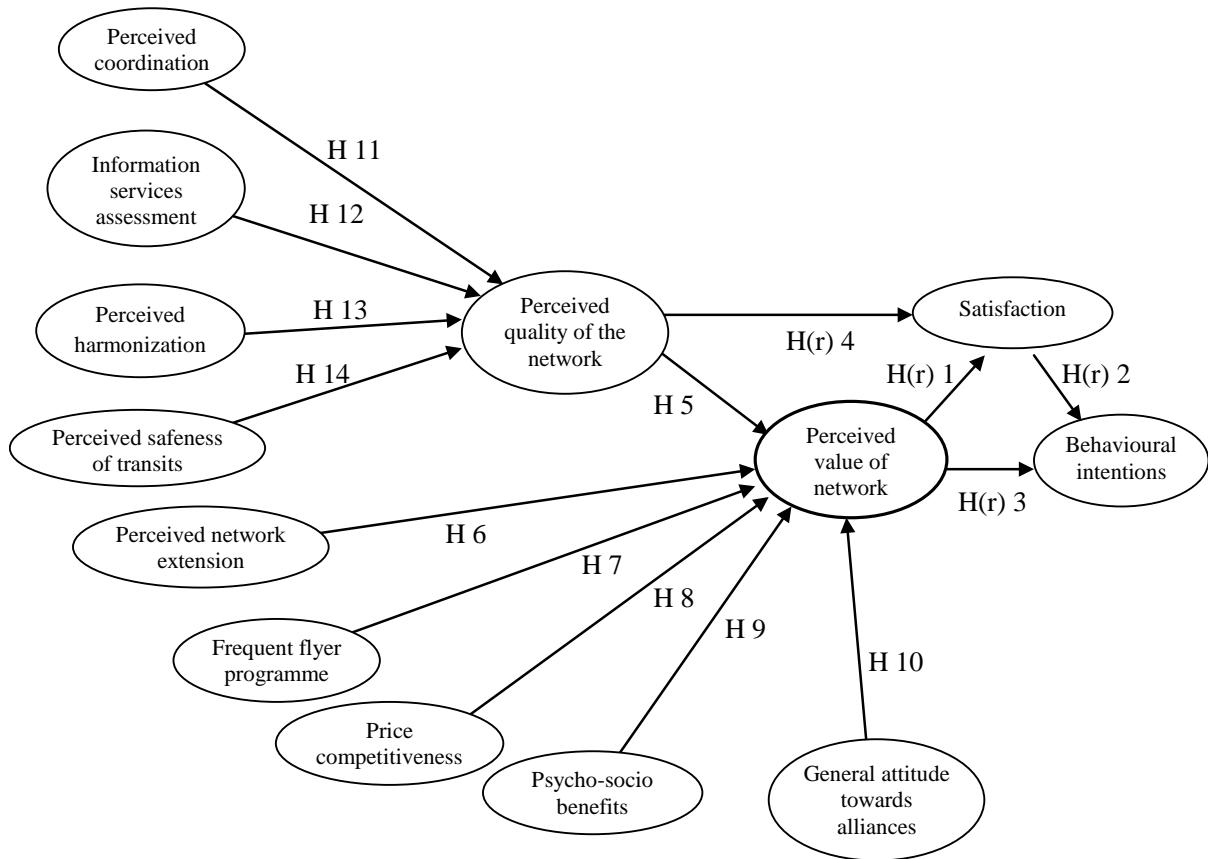 Perceived
coordination
H 11
Information
services
assessment
H 12
Perceived
harmonization
H 13
Perceived safeness
of transits
H 14
Perceived
quality of the
network
Satisfaction
H(r) 4
H(r) 1
H(r) 2
H 5
Perceived
value of
network
Behavioural
intentions
H(r) 3
Perceived network
extension
H 6
Frequent flyer
programme
H 7
Price
competitiveness
H 8
Psycho-socio
benefits
H 9
General attitude
towards
alliances
H 10